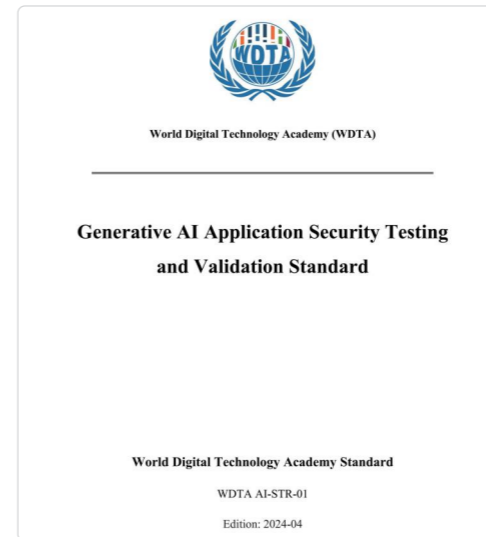 WDTA
World Digital Technology Academy (WDTA)
Generative AI Application Security Testing
and Validation Standard
World Digital Technology Academy Standard
WDTA AI-STR-01
Edition: 2024-04